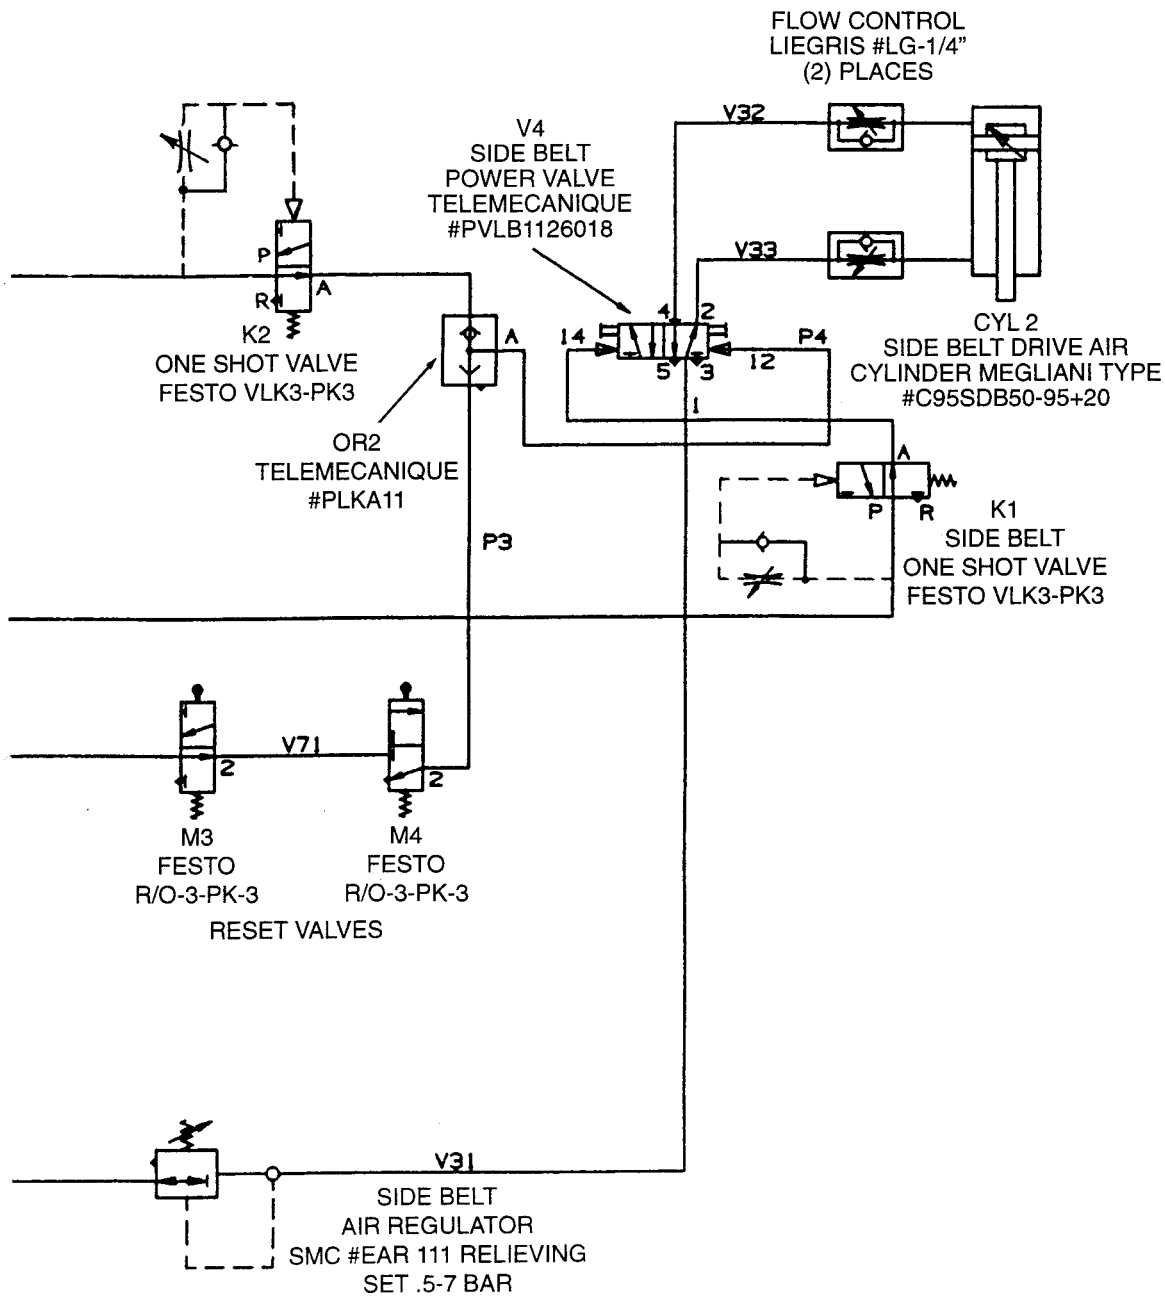 FLOW CONTROL
LIEGRIS #LG-1/4"
(2) PLACES
V32
V4
SIDE BELT
POWER VALVE
TELEMECANIQUE
#PVLB1126018
V33
P
R
A
K2
ONE SHOT VALVE
FESTO VLK3-PK3
A
4
2
14
5
3
12
P4
1
CYL 2
SIDE BELT DRIVE AIR
CYLINDER MEGLIANI TYPE
#C95SDB50-95+20
OR2
TELEMECANIQUE
#PLKA11
A
P
R
K1
SIDE BELT
ONE SHOT VALVE
FESTO VLK3-PK3
P3
V71
2
2
M3
FESTO
R/O-3-PK-3
M4
FESTO
R/O-3-PK-3
RESET VALVES
V31
SIDE BELT
AIR REGULATOR
SMC #EAR 111 RELIEVING
SET .5-7 BAR